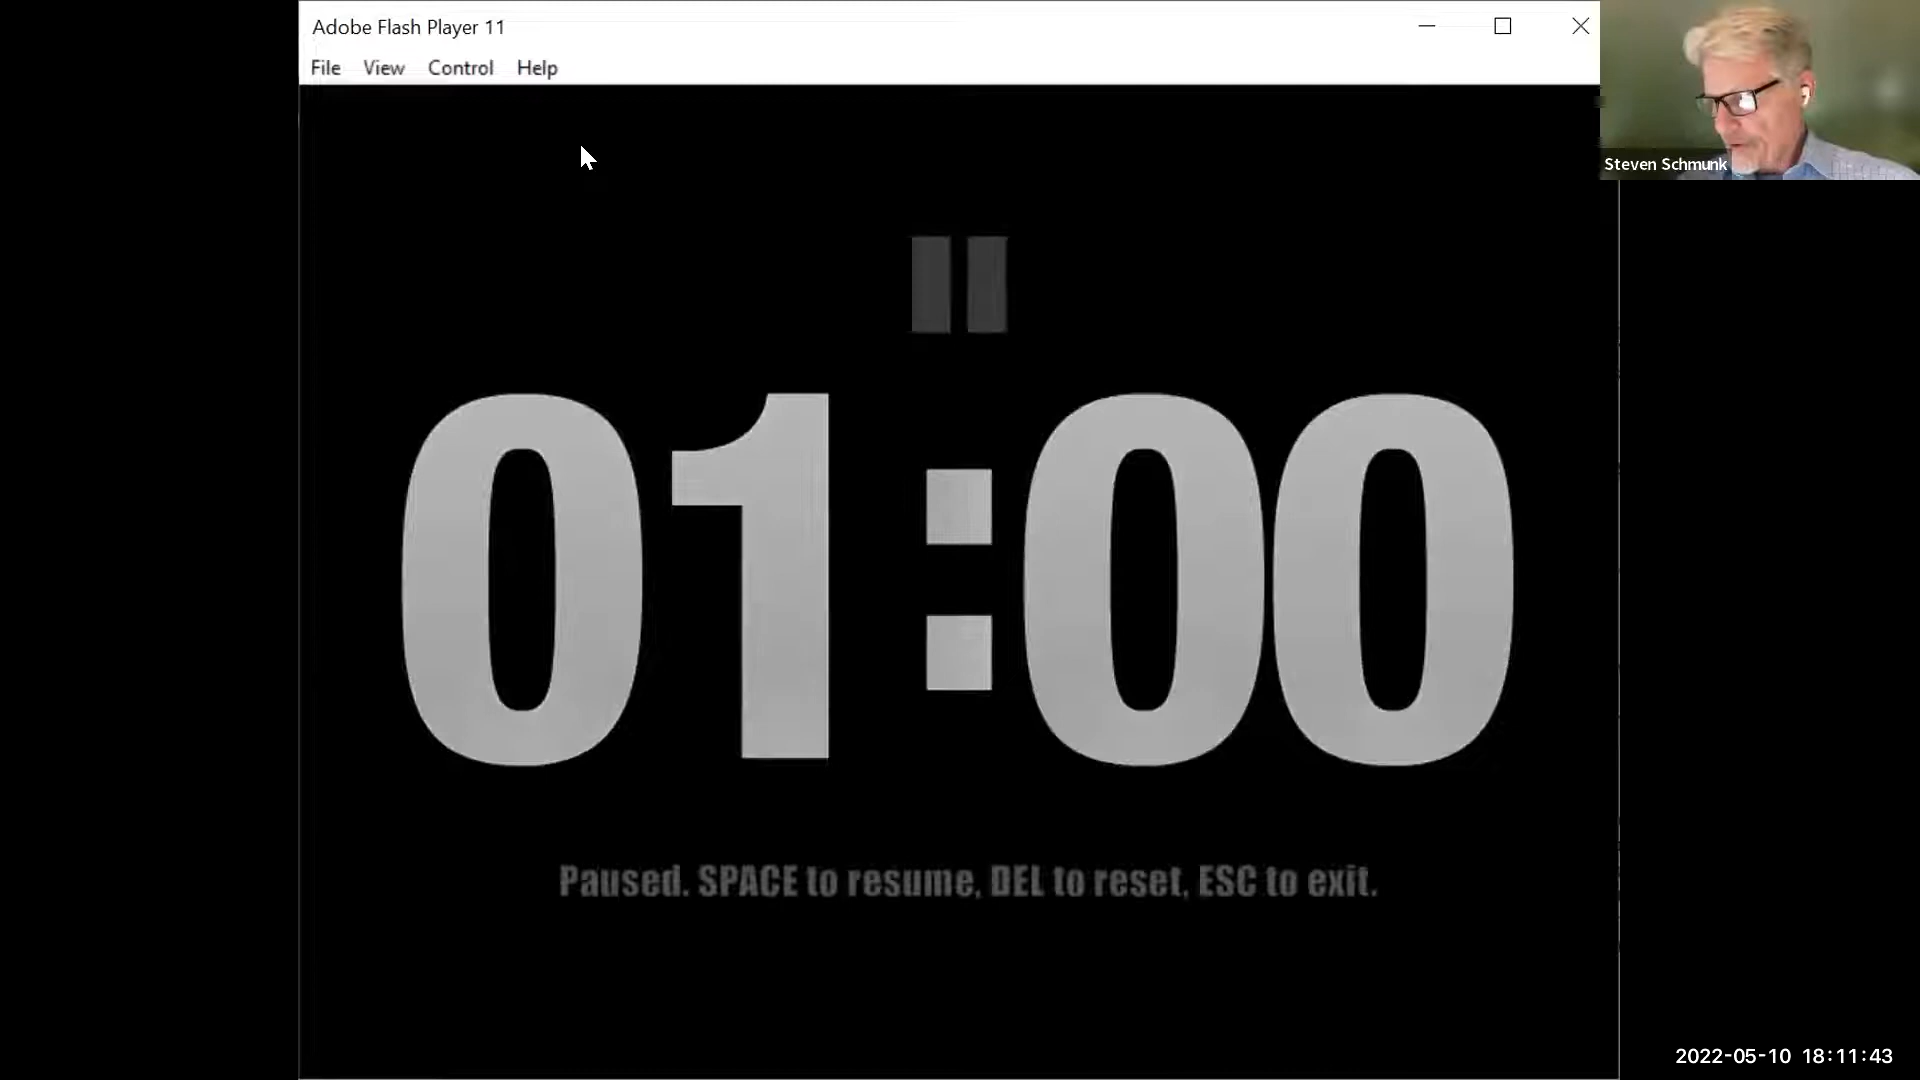 Adobe Flash Player 11
File View Control Help
Steven Schmunk
01:00
Paused. SPACE to resume, DEL to reset, ESC to exit.
2022-05-10 18:11:43